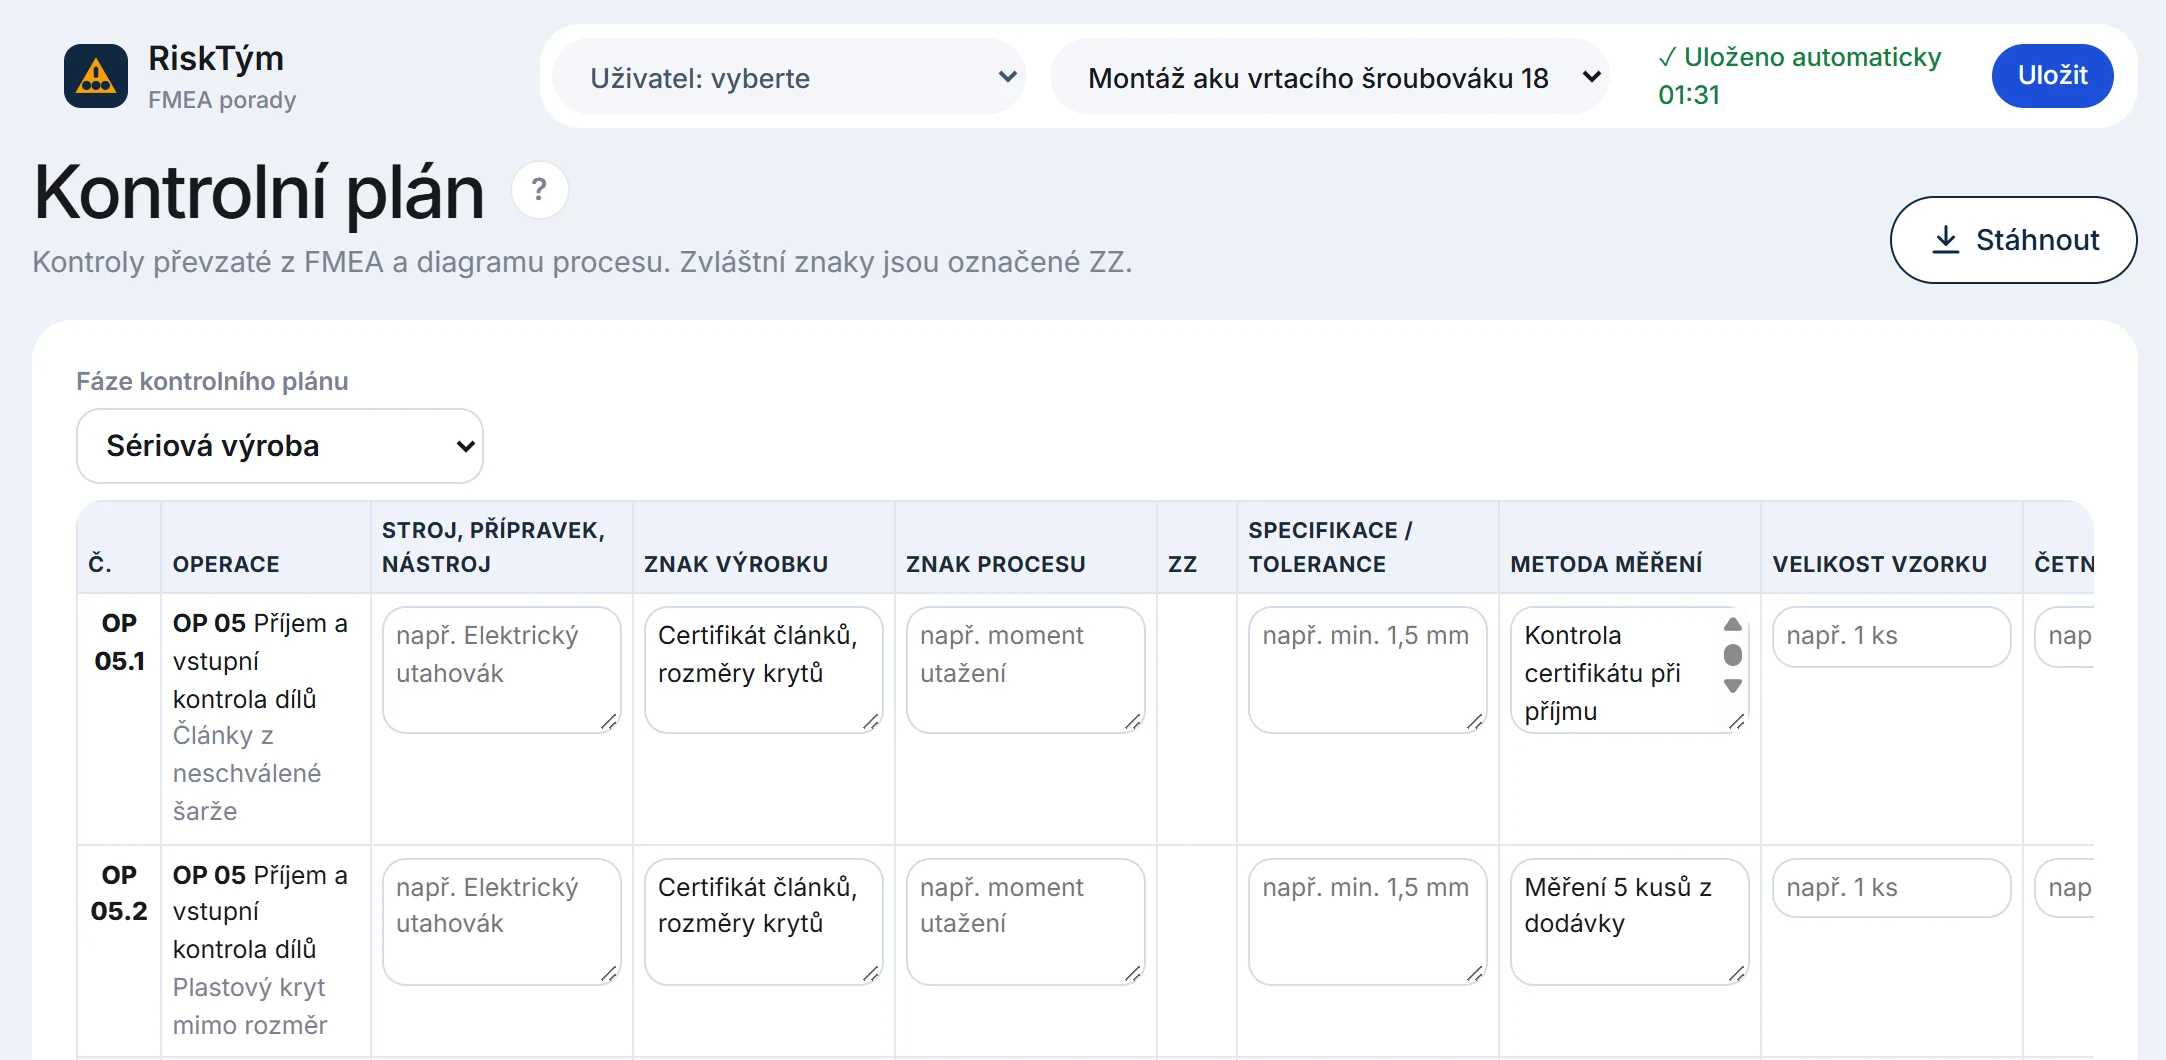 RiskTým
FMEA porady
Uživatel: vyberte
Montáž aku vrtacího šroubováku 18
✓ Uloženo automaticky
01:31
Uložit
Kontrolní plán
?
Kontroly převzaté z FMEA a diagramu procesu. Zvláštní znaky jsou označené ZZ.
Stáhnout
Fáze kontrolního plánu
Sériová výroba
Č.
OPERACE
STROJ, PŘÍPRAVEK,
NÁSTROJ
ZNAK VÝROBKU
ZNAK PROCESU
ZZ
SPECIFIKACE /
TOLERANCE
METODA MĚŘENÍ
VELIKOST VZORKU
ČETN
OP
05.1
OP 05 Příjem a
vstupní
kontrola dílů
Články z
neschválené
šarže
např. Elektrický
utahovák
Certifikát článků,
rozměry krytů
např. moment
utažení
např. min. 1,5 mm
Kontrola
certifikátu při
příjmu
např. 1 ks
nap
OP
05.2
OP 05 Příjem a
vstupní
kontrola dílů
Plastový kryt
mimo rozměr
např. Elektrický
utahovák
Certifikát článků,
rozměry krytů
např. moment
utažení
např. min. 1,5 mm
Měření 5 kusů z
dodávky
např. 1 ks
nap